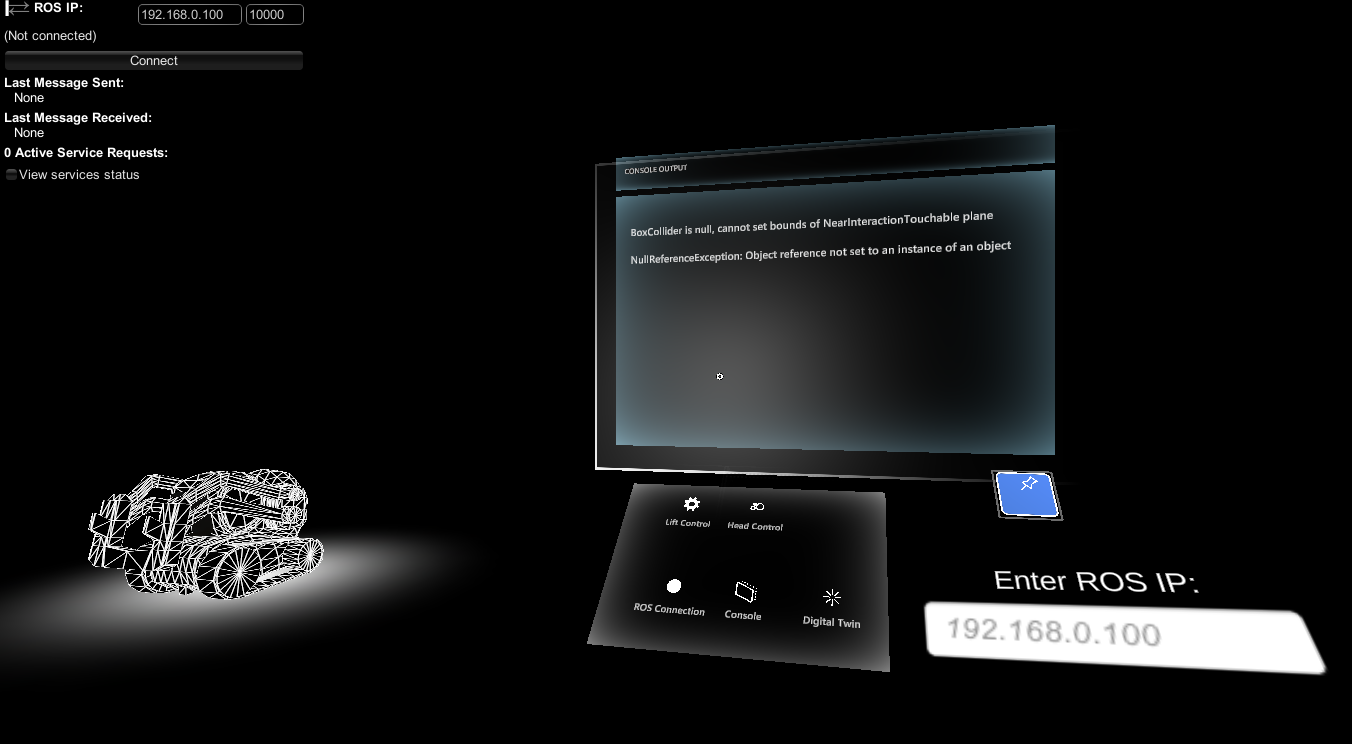 ROS IP:
192.168.0.100
10000
(Not connected)
Connect
Last Message Sent:
None
Last Message Received:
None
0 Active Service Requests:
View services status
CONSOLE OUTPUT
BoxCollider is null, cannot set bounds of NearInteractionTouchable plane
NullReferenceException: Object reference not set to an instance of an object
Lift Control
Head Control
ROS Connection
Console
Digital Twin
Enter ROS IP:
192.168.0.100